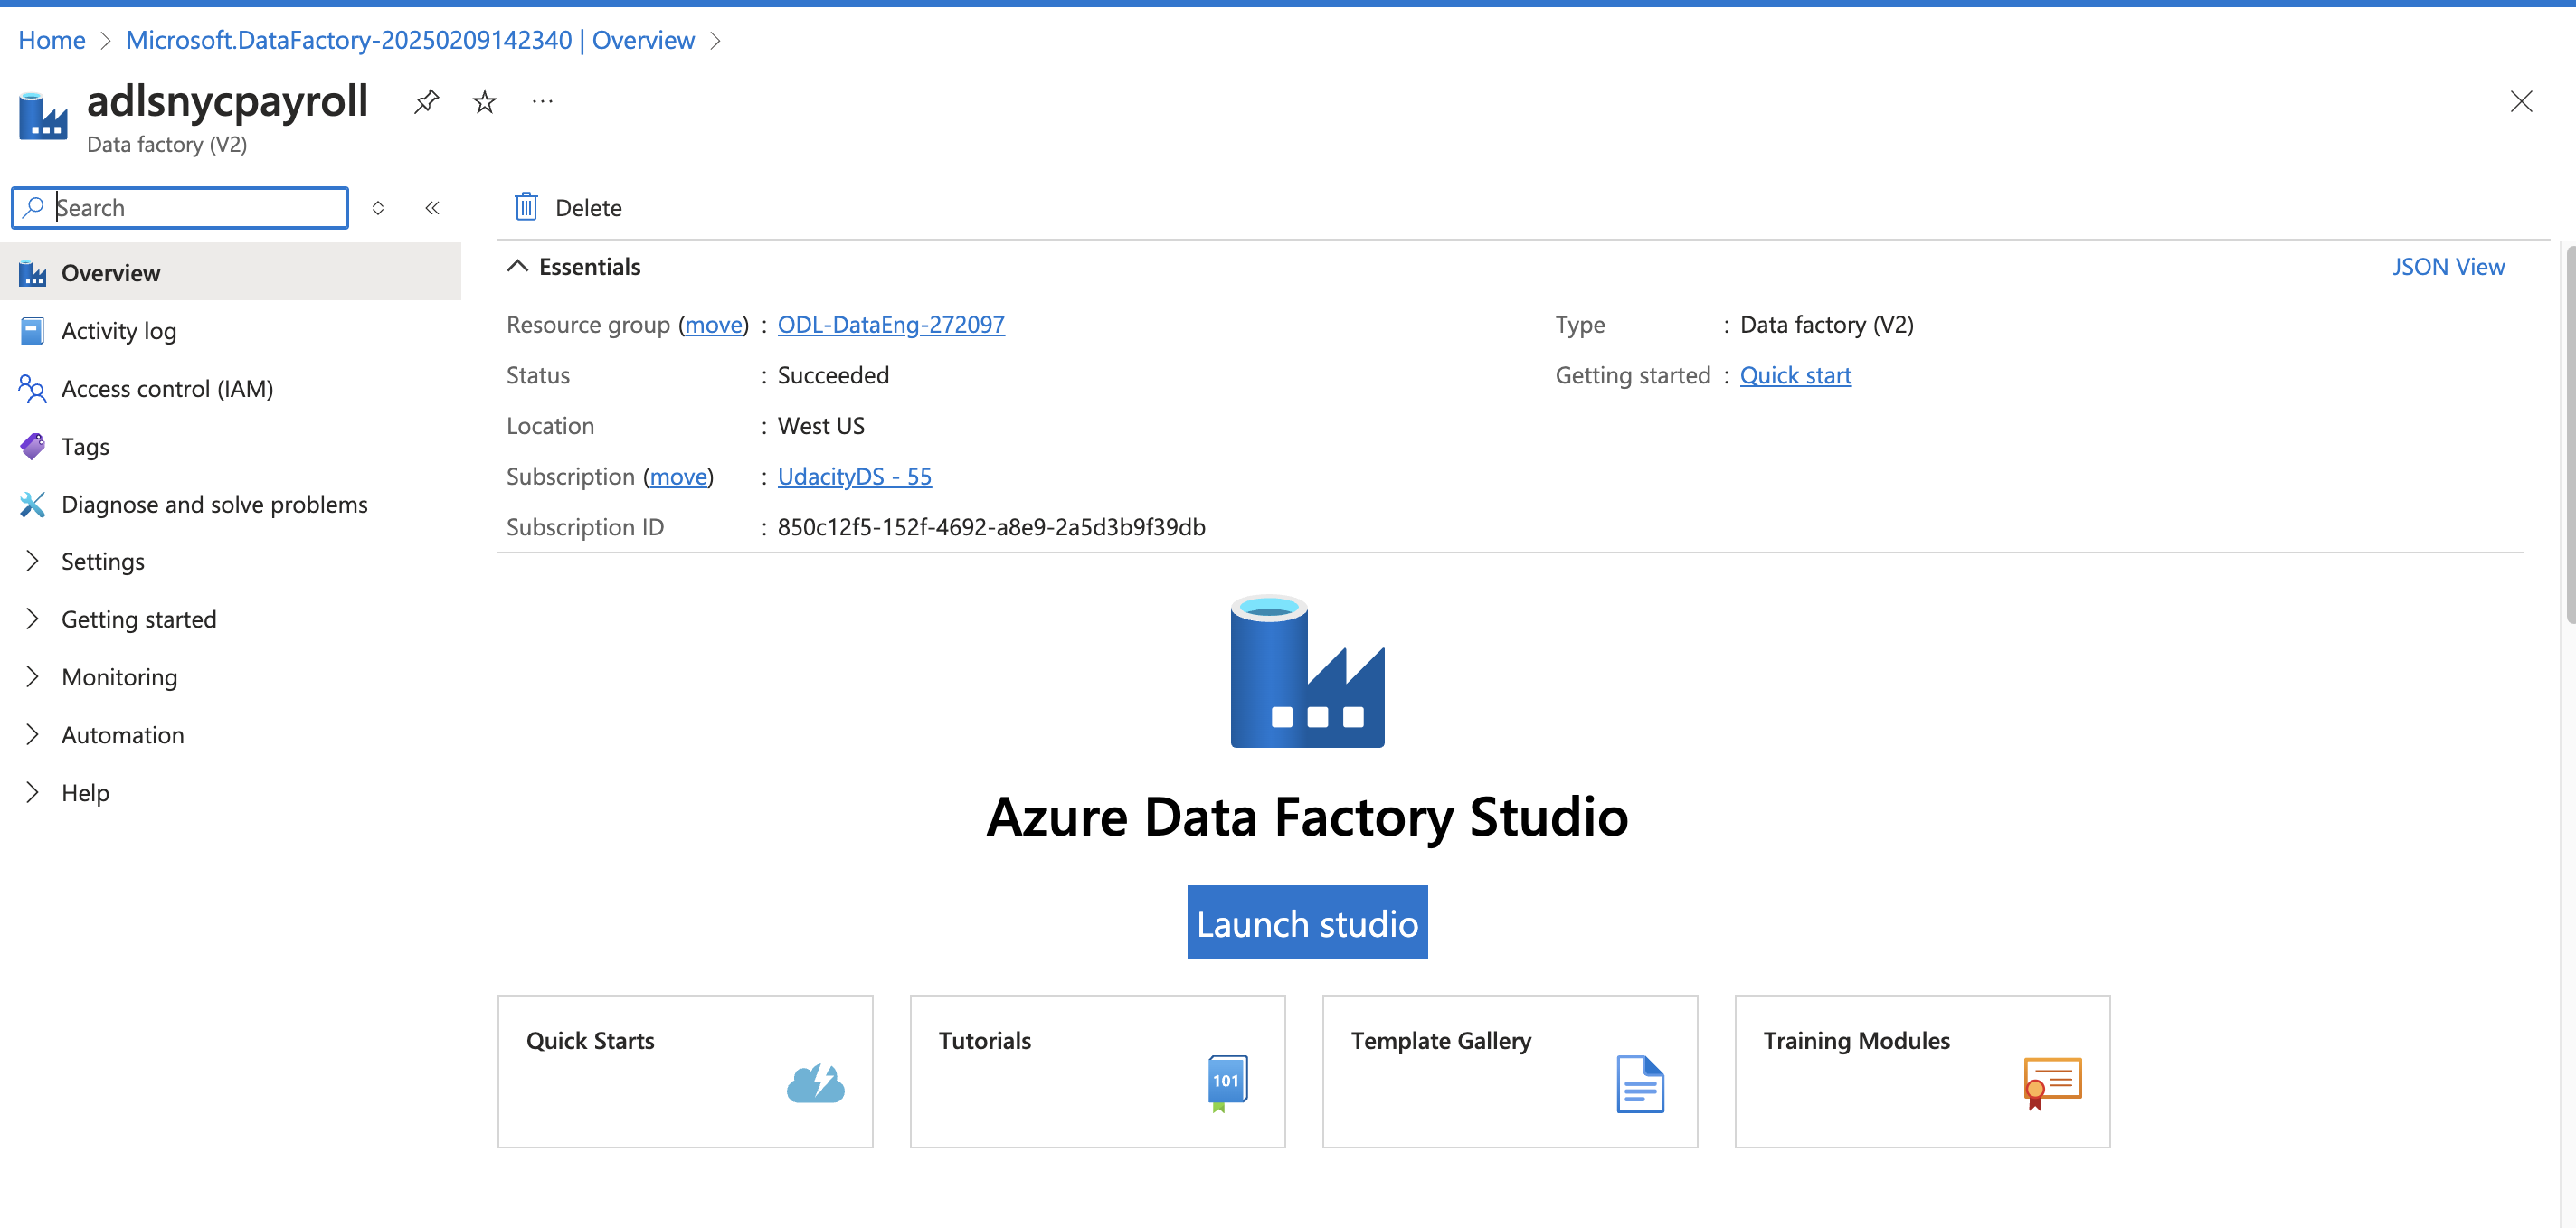 Home > Microsoft.DataFactory-20250209142340 | Overview >
adlsnycpayroll ...
Data factory (V2)
Search
Delete
Overview
Activity log
Access control (IAM)
Tags
Diagnose and solve problems
Settings
Getting started
Monitoring
Automation
Help
Essentials
JSON View
Resource group (move) : ODL-DataEng-272097
Status : Succeeded
Location : West US
Subscription (move) : UdacityDS - 55
Subscription ID : 850c12f5-152f-4692-a8e9-2a5d3b9f39db
Type : Data factory (V2)
Getting started : Quick start
Azure Data Factory Studio
Launch studio
Quick Starts
Tutorials
101
Template Gallery
Training Modules